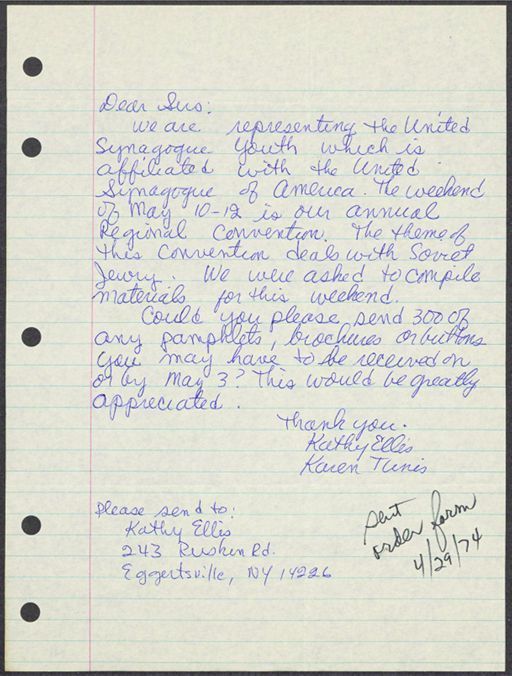 Dear Sirs:
We are representing the United
Synagogue Youth which is
affiliated with the United
Synagogue of America. The weekend
of May 10-12 is our annual
Regional Convention. The theme of
this Convention deals with Soviet
Jewry. We were asked to compile
materials for this weekend.
Could you please send 300 of
any pamphlets, brochures or buttons
you may have to be received on
or by May 3? This would be greatly
appreciated.
Thank you.
Kathy Ellis
Karen Tunis
Please send to:
Kathy Ellis
243 Ruskin Rd.
Eggertsville, NY 14226
sent
order form
4/29/74